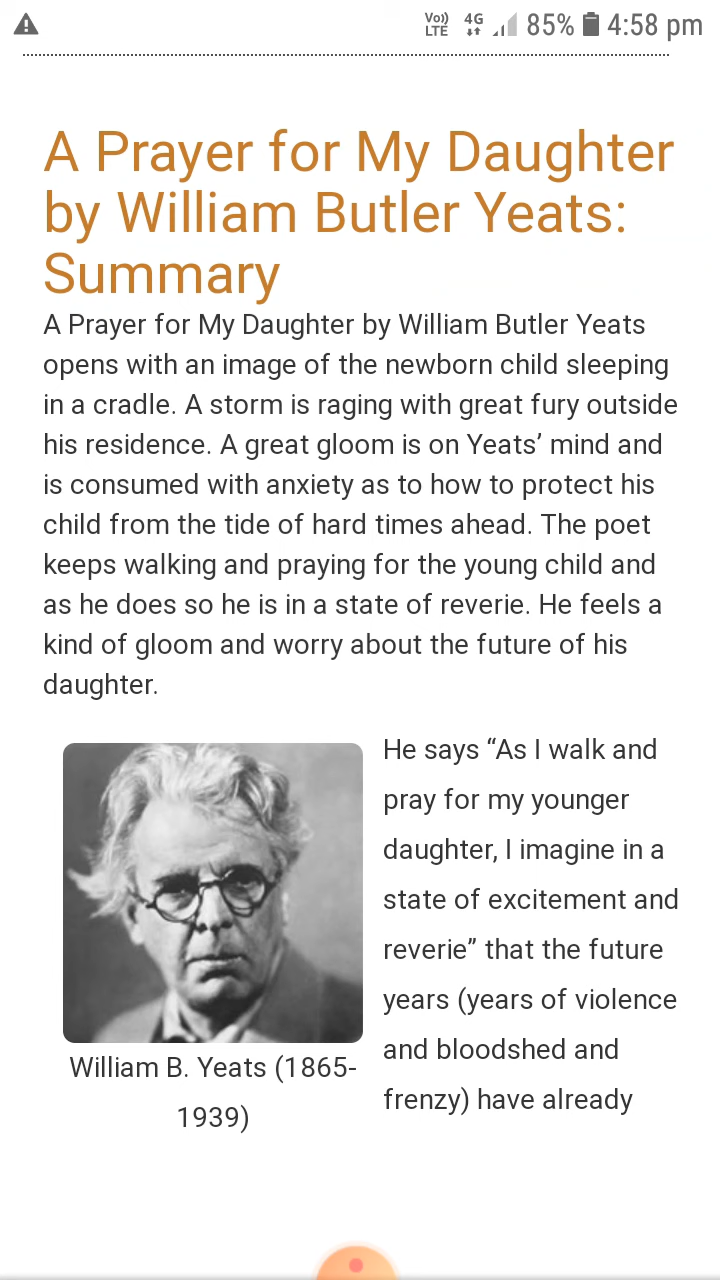 Vo)) LTE 4G 85% 4:58 pm
A Prayer for My Daughter
by William Butler Yeats:
Summary
A Prayer for My Daughter by William Butler Yeats
opens with an image of the newborn child sleeping
in a cradle. A storm is raging with great fury outside
his residence. A great gloom is on Yeats’ mind and
is consumed with anxiety as to how to protect his
child from the tide of hard times ahead. The poet
keeps walking and praying for the young child and
as he does so he is in a state of reverie. He feels a
kind of gloom and worry about the future of his
daughter.
He says “As I walk and
pray for my younger
daughter, I imagine in a
state of excitement and
reverie” that the future
years (years of violence
and bloodshed and
frenzy) have already
William B. Yeats (1865-
1939)